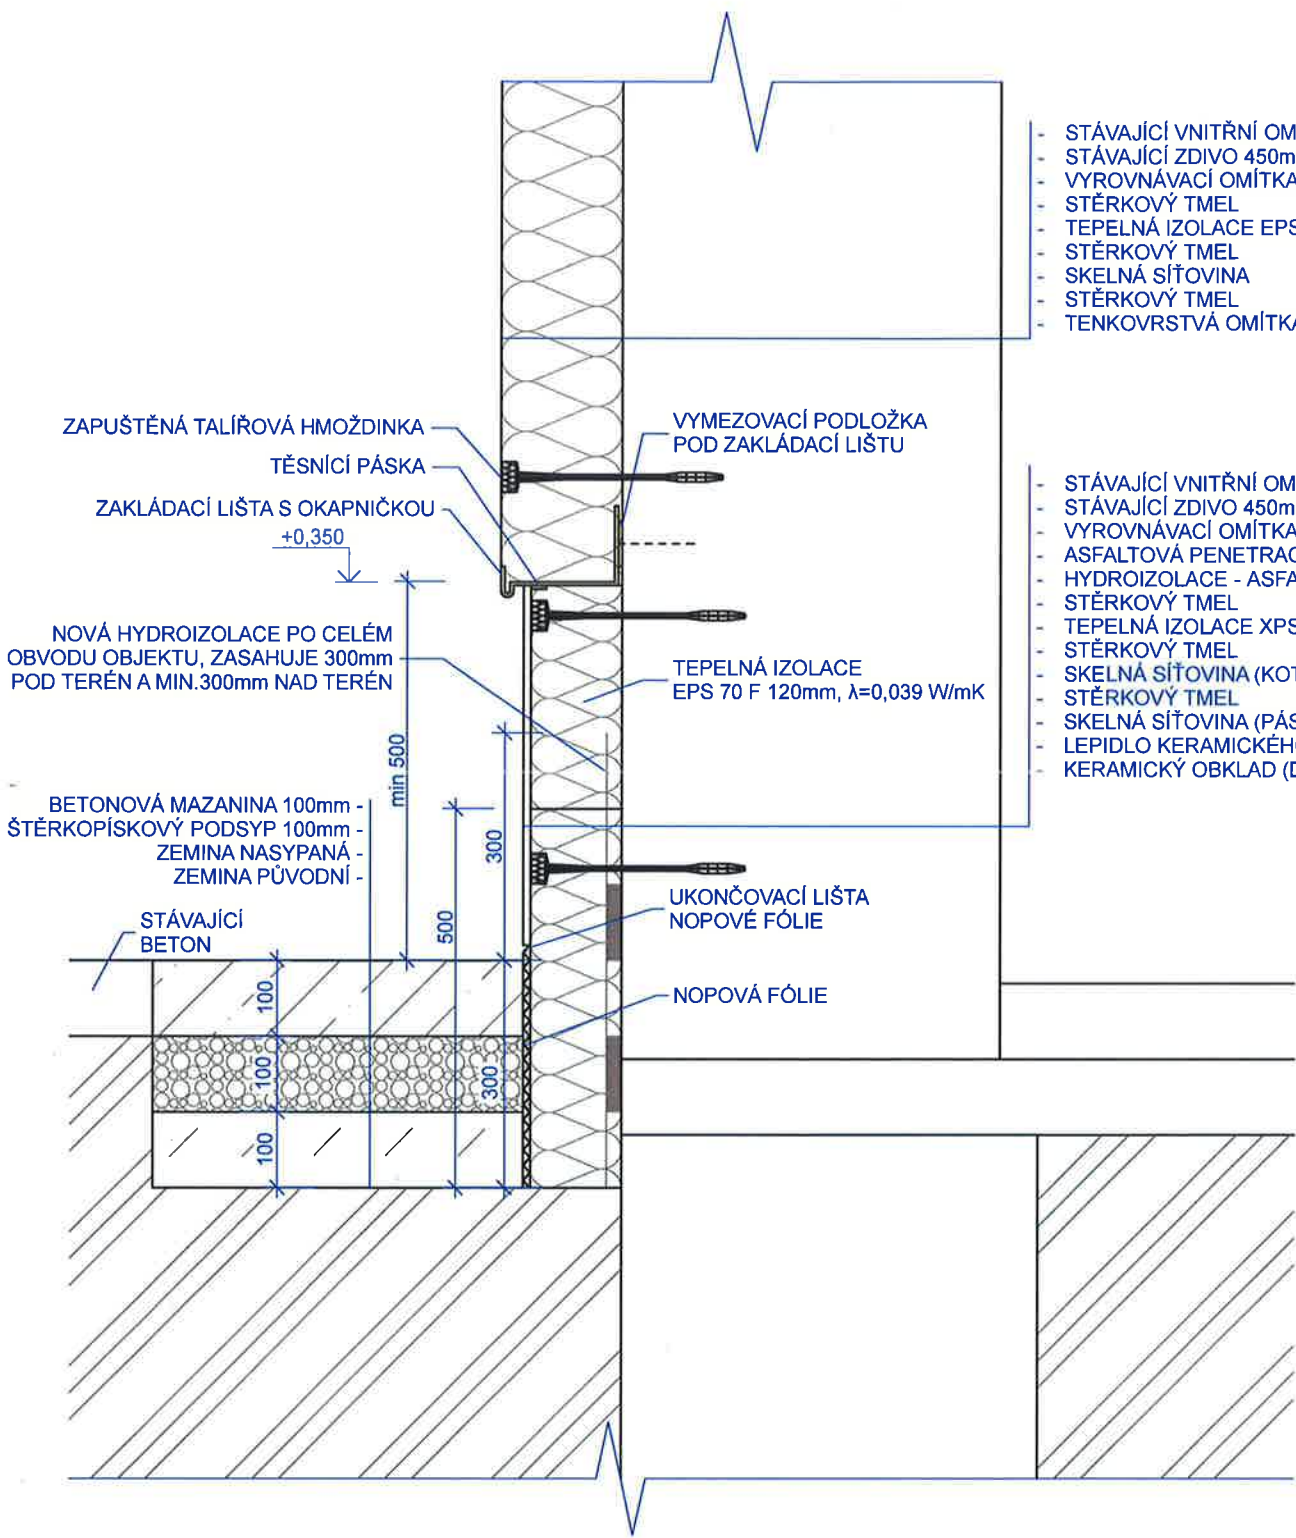 - STÁVAJÍCÍ VNITŘNÍ OM
- STÁVAJÍCÍ ZDIVO 450m
- VYROVNÁVACÍ OMÍTKA
- STĚRKOVÝ TMEL
- TEPELNÁ IZOLACE EPS
- STĚRKOVÝ TMEL
- SKELNÁ SÍŤOVINA
- STĚRKOVÝ TMEL
- TENKOVRSTVÁ OMÍTKA
ZAPUŠTĚNÁ TALÍŘOVÁ HMOŽDINKA
TĚSNÍCÍ PÁSKA
ZAKLÁDACÍ LIŠTA S OKAPNIČKOU
+0,350
VYMEZOVACÍ PODLOŽKA
POD ZAKLÁDACÍ LIŠTU
- STÁVAJÍCÍ VNITŘNÍ OM
- STÁVAJÍCÍ ZDIVO 450m
- VYROVNÁVACÍ OMÍTKA
- ASFALTOVÁ PENETRAC
- HYDROIZOLACE - ASFA
- STĚRKOVÝ TMEL
- TEPELNÁ IZOLACE XPS
- STĚRKOVÝ TMEL
- SKELNÁ SÍŤOVINA (KOT
- STĚRKOVÝ TMEL
- SKELNÁ SÍŤOVINA (PÁS
- LEPIDLO KERAMICKÉHO
- KERAMICKÝ OBKLAD (D
NOVÁ HYDROIZOLACE PO CELÉM
OBVODU OBJEKTU, ZASAHUJE 300mm
POD TERÉN A MIN.300mm NAD TERÉN
TEPELNÁ IZOLACE
EPS 70 F 120mm, λ=0,039 W/mK
min 500
300
500
300
BETONOVÁ MAZANINA 100mm -
ŠTĚRKOPÍSKOVÝ PODSYP 100mm -
ZEMINA NASYPANÁ -
ZEMINA PŮVODNÍ -
STÁVAJÍCÍ
BETON
UKONČOVACÍ LIŠTA
NOPOVÉ FÓLIE
NOPOVÁ FÓLIE
100
100
100